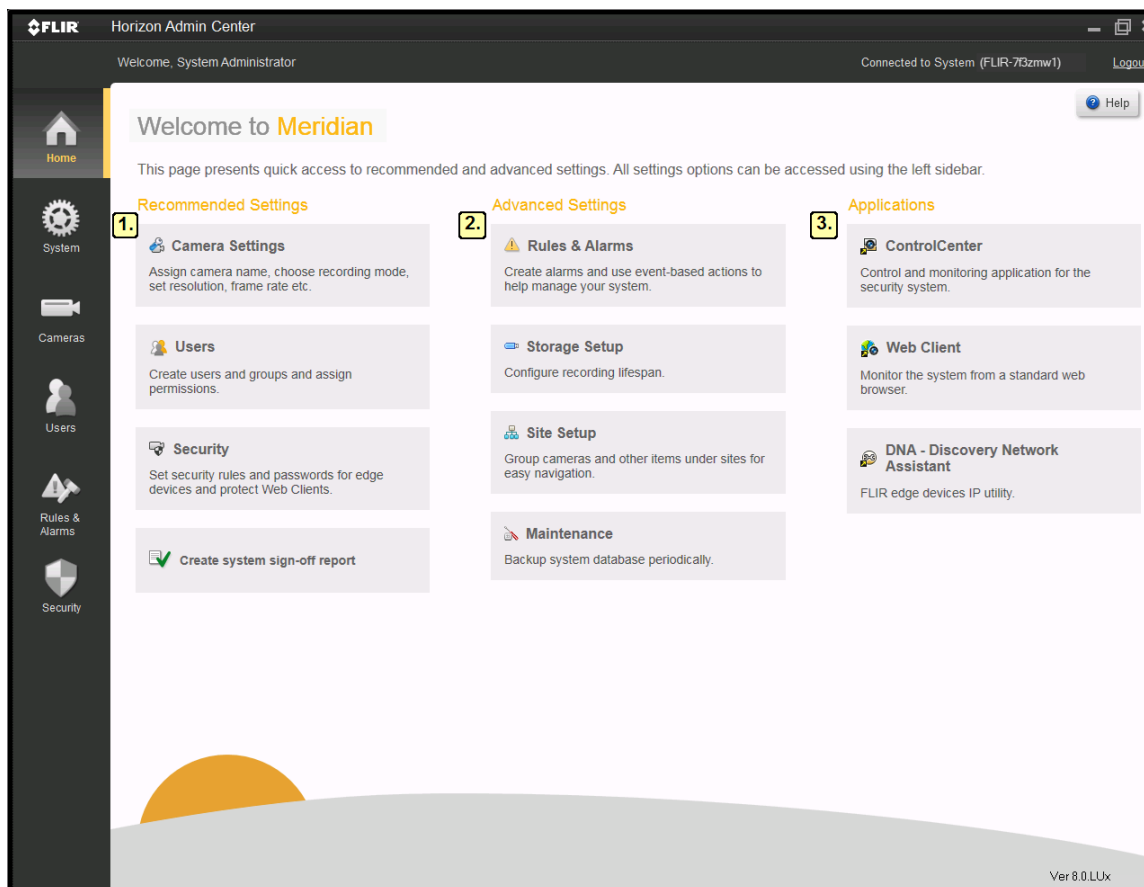 FLIR Horizon Admin Center
Welcome, System Administrator
Connected to System (FLIR-7f3zmw1)
Logou
Help
Home
System
Cameras
Users
Rules &
Alarms
Security
Welcome to Meridian
This page presents quick access to recommended and advanced settings. All settings options can be accessed using the left sidebar.
1.
Recommended Settings
Camera Settings
Assign camera name, choose recording mode,
set resolution, frame rate etc.
Users
Create users and groups and assign
permissions.
Security
Set security rules and passwords for edge
devices and protect Web Clients.
Create system sign-off report
2.
Advanced Settings
Rules & Alarms
Create alarms and use event-based actions to
help manage your system.
Storage Setup
Configure recording lifespan.
Site Setup
Group cameras and other items under sites for
easy navigation.
Maintenance
Backup system database periodically.
3.
Applications
ControlCenter
Control and monitoring application for the
security system.
Web Client
Monitor the system from a standard web
browser.
DNA - Discovery Network
Assistant
FLIR edge devices IP utility.
Ver 8.0.LUx